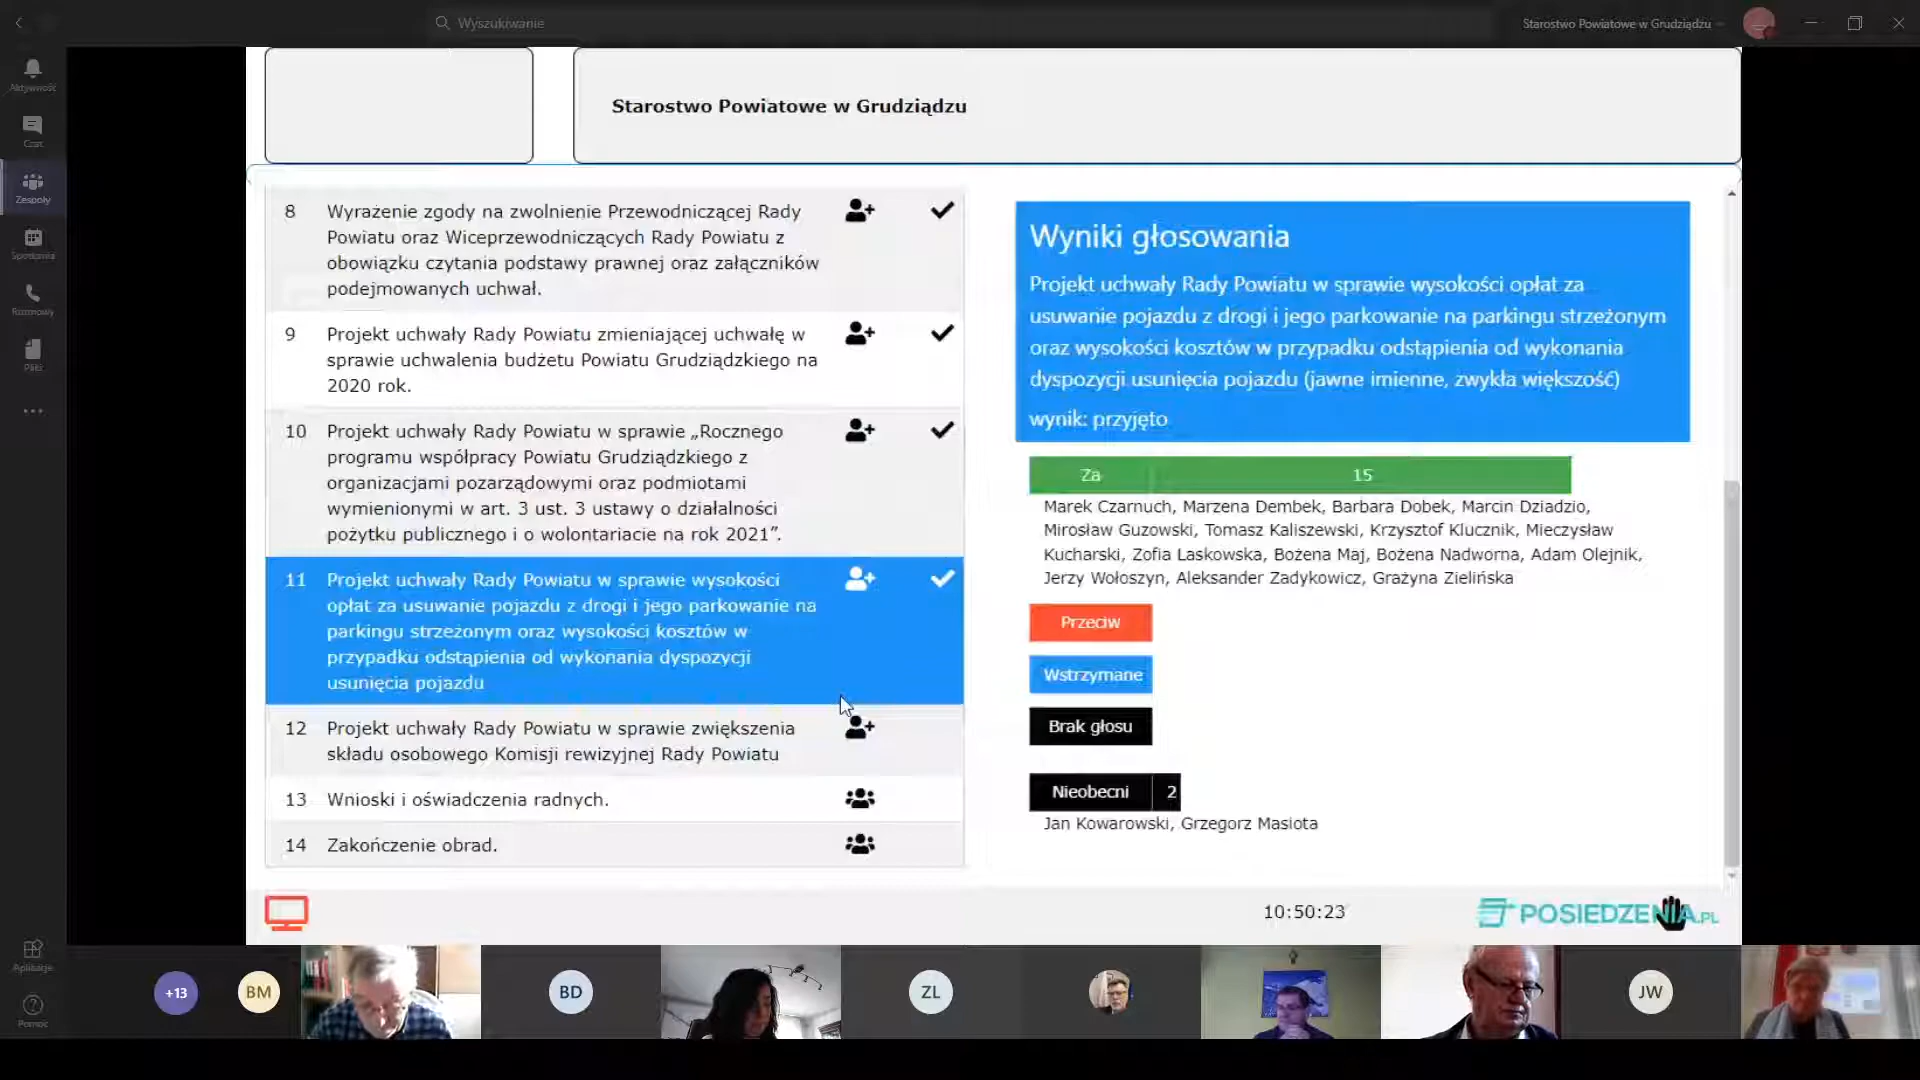 Wyszukiwanie
Starostwo Powiatowe w Grudziądzu
Aktywność
Czat
Zespoły
Spotkania
Rozmowy
Pliki
Aplikacje
Pomoc
Starostwo Powiatowe w Grudziądzu
8 Wyrażenie zgody na zwolnienie Przewodniczącej Rady
Powiatu oraz Wiceprzewodniczących Rady Powiatu z
obowiązku czytania podstawy prawnej oraz załączników
podejmowanych uchwał.
9 Projekt uchwały Rady Powiatu zmieniającej uchwałę w
sprawie uchwalenia budżetu Powiatu Grudziądzkiego na
2020 rok.
10 Projekt uchwały Rady Powiatu w sprawie „Rocznego
programu współpracy Powiatu Grudziądzkiego z
organizacjami pozarządowymi oraz podmiotami
wymienionymi w art. 3 ust. 3 ustawy o działalności
pożytku publicznego i o wolontariacie na rok 2021”.
11 Projekt uchwały Rady Powiatu w sprawie wysokości
opłat za usuwanie pojazdu z drogi i jego parkowanie na
parkingu strzeżonym oraz wysokości kosztów w
przypadku odstąpienia od wykonania dyspozycji
usunięcia pojazdu
12 Projekt uchwały Rady Powiatu w sprawie zwiększenia
składu osobowego Komisji rewizyjnej Rady Powiatu
13 Wnioski i oświadczenia radnych.
14 Zakończenie obrad.
Wyniki głosowania
Projekt uchwały Rady Powiatu w sprawie wysokości opłat za
usuwanie pojazdu z drogi i jego parkowanie na parkingu strzeżonym
oraz wysokości kosztów w przypadku odstąpienia od wykonania
dyspozycji usunięcia pojazdu (jawne imienne, zwykła większość)
wynik: przyjęto
Za 15
Marek Czarnuch, Marzena Dembek, Barbara Dobek, Marcin Dziadzio,
Mirosław Guzowski, Tomasz Kaliszewski, Krzysztof Klucznik, Mieczysław
Kucharski, Zofia Laskowska, Bożena Maj, Bożena Nadworna, Adam Olejnik,
Jerzy Wołoszyn, Aleksander Zadykowicz, Grażyna Zielińska
Przeciw
Wstrzymane
Brak głosu
Nieobecni 2
Jan Kowarowski, Grzegorz Masiota
10:50:23
POSIEDZENIA.PL
+13
BM
BD
ZL
JW